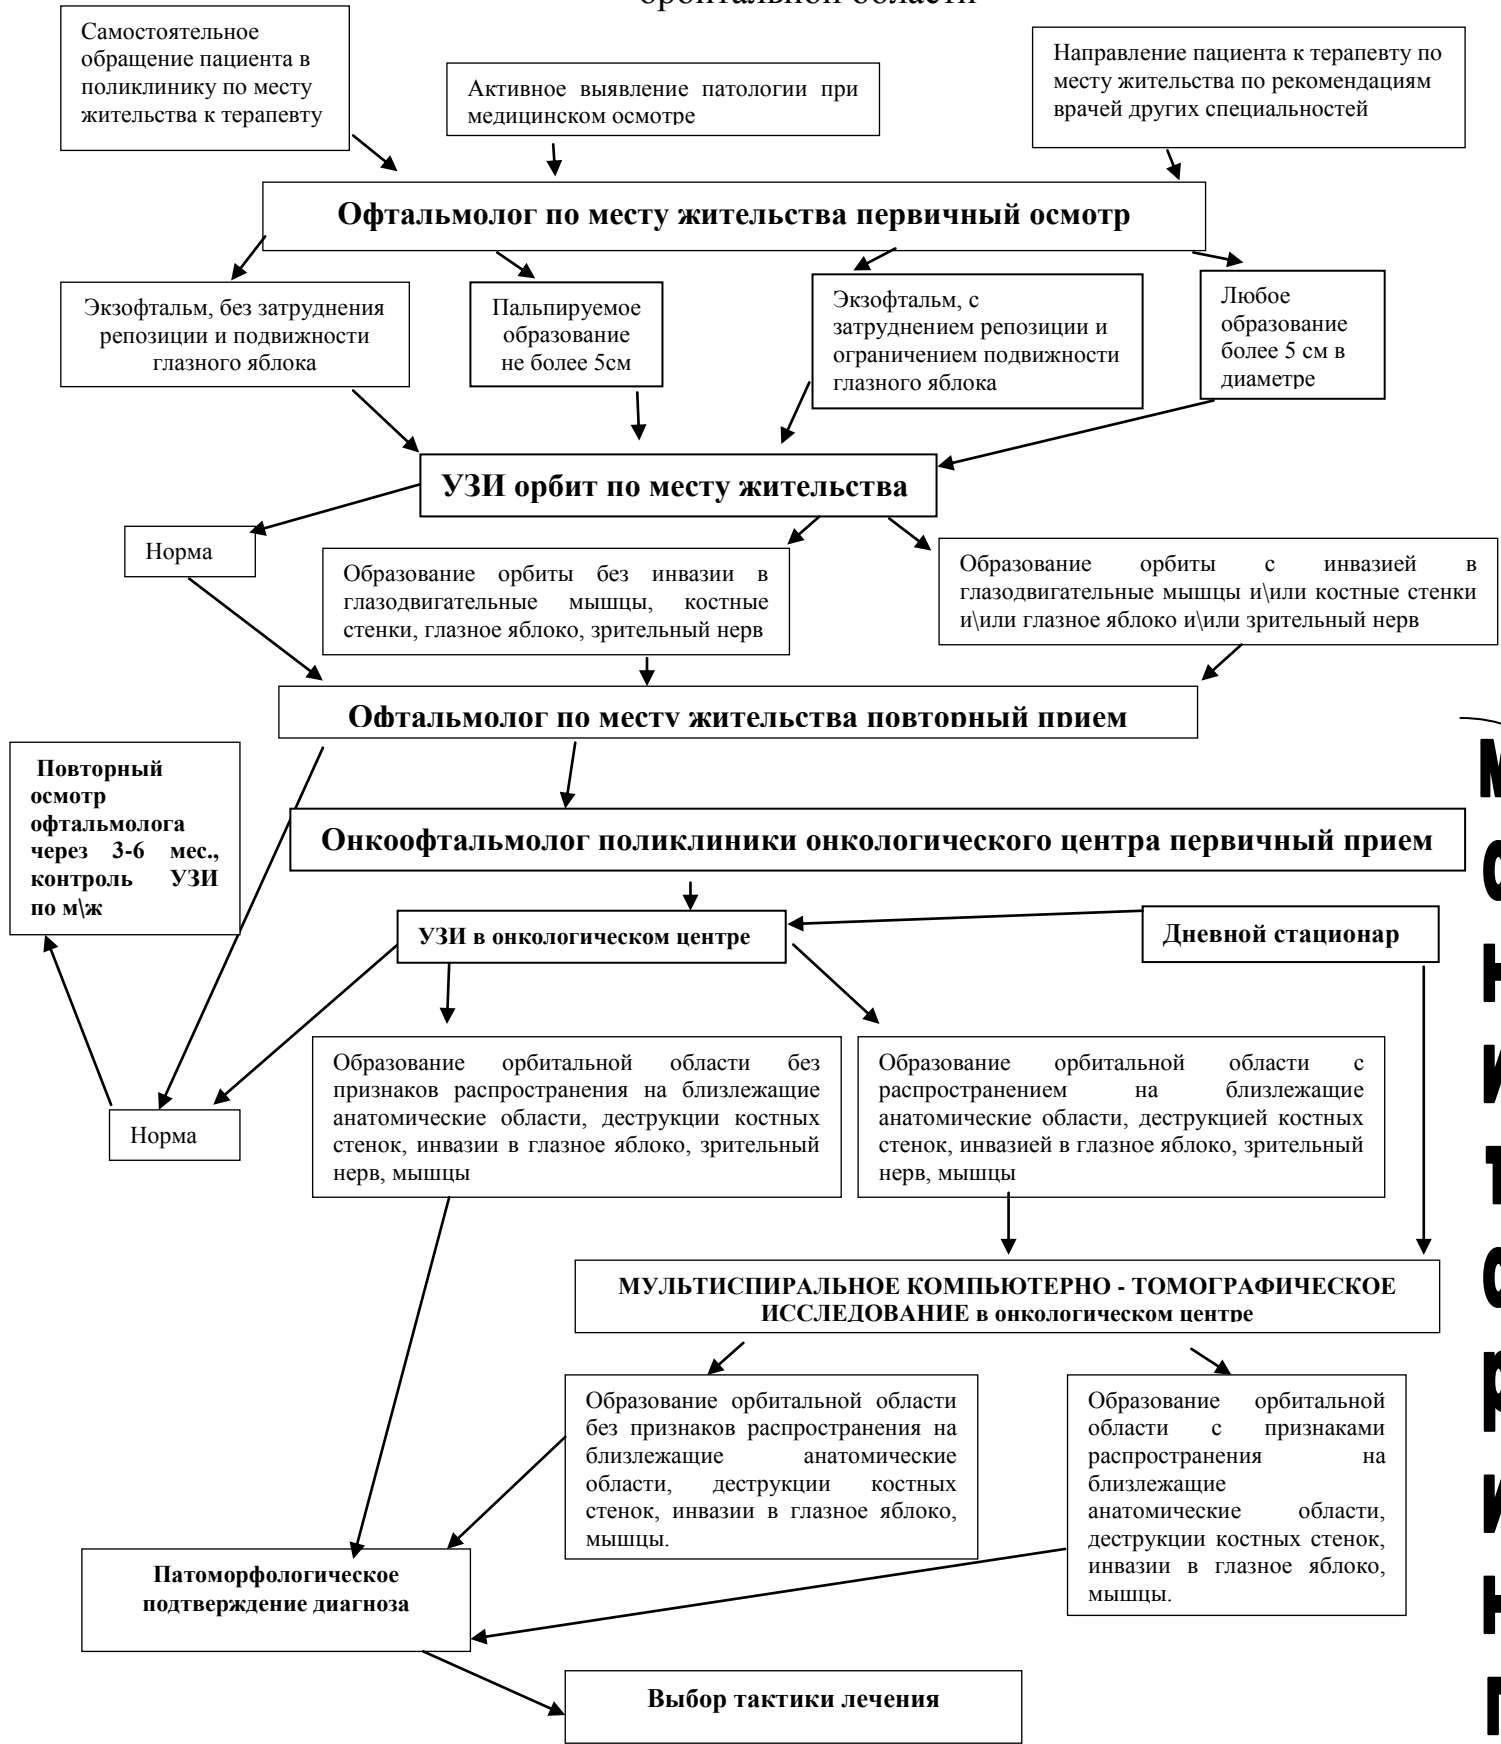 орбитальной области
Самостоятельное
обращение пациента в
поликлинику по месту
жительства к терапевту
Активное выявление патологии при
медицинском осмотре
Направление пациента к терапевту по
месту жительства по рекомендациям
врачей других специальностей
Офтальмолог по месту жительства первичный осмотр
Экзофтальм, без затруднения
репозиции и подвижности
глазного яблока
Пальпируемое
образование
не более 5см
Экзофтальм, с
затруднением репозиции и
ограничением подвижности
глазного яблока
Любое
образование
более 5 см в
диаметре
УЗИ орбит по месту жительства
Норма
Образование орбиты без инвазии в
глазодвигательные мышцы, костные
стенки, глазное яблоко, зрительный нерв
Образование орбиты с инвазией в
глазодвигательные мышцы и\или костные стенки
и\или глазное яблоко и\или зрительный нерв
Офтальмолог по месту жительства повторный прием
Повторный
осмотр
офтальмолога
через 3-6 мес.,
контроль УЗИ
по м\ж
Онкоофтальмолог поликлиники онкологического центра первичный прием
УЗИ в онкологическом центре
Дневной стационар
Норма
Образование орбитальной области без
признаков распространения на близлежащие
анатомические области, деструкции костных
стенок, инвазии в глазное яблоко, зрительный
нерв, мышцы
Образование орбитальной области с
распространением на близлежащие
анатомические области, деструкцией костных
стенок, инвазией в глазное яблоко, зрительный
нерв, мышцы
МУЛЬТИСПИРАЛЬНОЕ КОМПЬЮТЕРНО - ТОМОГРАФИЧЕСКОЕ
ИССЛЕДОВАНИЕ в онкологическом центре
Образование орбитальной области
без признаков распространения на
близлежащие анатомические
области, деструкции костных
стенок, инвазии в глазное яблоко,
мышцы.
Образование орбитальной
области с признаками
распространения на
близлежащие
анатомические области,
деструкции костных стенок,
инвазии в глазное яблоко,
мышцы.
Патоморфологическое
подтверждение диагноза
Выбор тактики лечения
м
о
н
и
т
о
р
и
н
г